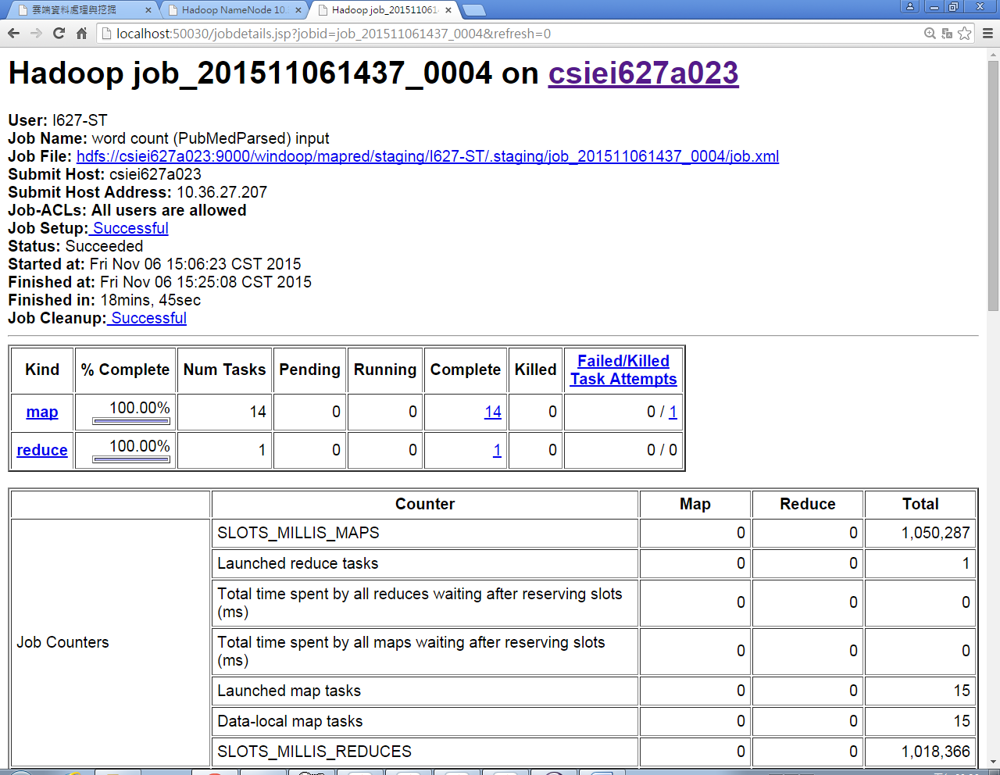 雲端資料處理與挖掘
Hadoop NameNode 10.
Hadoop job_201511061
localhost:50030/jobdetails.jsp?jobid=job_201511061437_0004&refresh=0
Hadoop job_201511061437_0004 on csiei627a023
User: I627-ST
Job Name: word count (PubMedParsed) input
Job File: hdfs://csiei627a023:9000/windoop/mapred/staging/I627-ST/.staging/job_201511061437_0004/job.xml
Submit Host: csiei627a023
Submit Host Address: 10.36.27.207
Job-ACLs: All users are allowed
Job Setup: Successful
Status: Succeeded
Started at: Fri Nov 06 15:06:23 CST 2015
Finished at: Fri Nov 06 15:25:08 CST 2015
Finished in: 18mins, 45sec
Job Cleanup: Successful
Kind % Complete Num Tasks Pending Running Complete Killed Failed/Killed
Task Attempts
map 100.00% 14 0 0 14 0 0 / 1
reduce 100.00% 1 0 0 1 0 0 / 0
Counter Map Reduce Total
SLOTS_MILLIS_MAPS 0 0 1,050,287
Launched reduce tasks 0 0 1
Total time spent by all reduces waiting after reserving slots
(ms) 0 0 0
Job Counters
Total time spent by all maps waiting after reserving slots
(ms) 0 0 0
Launched map tasks 0 0 15
Data-local map tasks 0 0 15
SLOTS_MILLIS_REDUCES 0 0 1,018,366